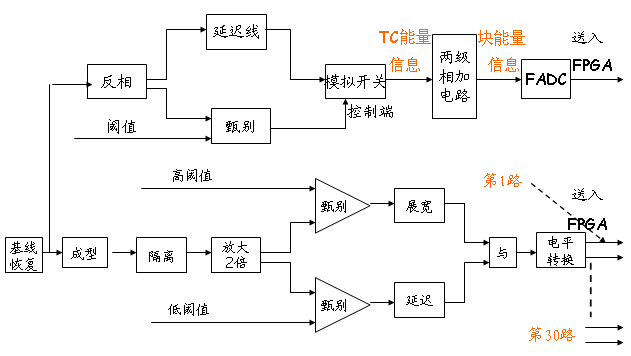 延迟线
TC能量
信息
块能量
信息
送入
FPGA
反相
模拟开关
两级
相加
电路
FADC
甄别
控制端
阈值
高阈值
甄别
展宽
第1路
送入
FPGA
基线
恢复
成型
隔离
放大
2倍
与
电平
转换
低阈值
甄别
延迟
第30路